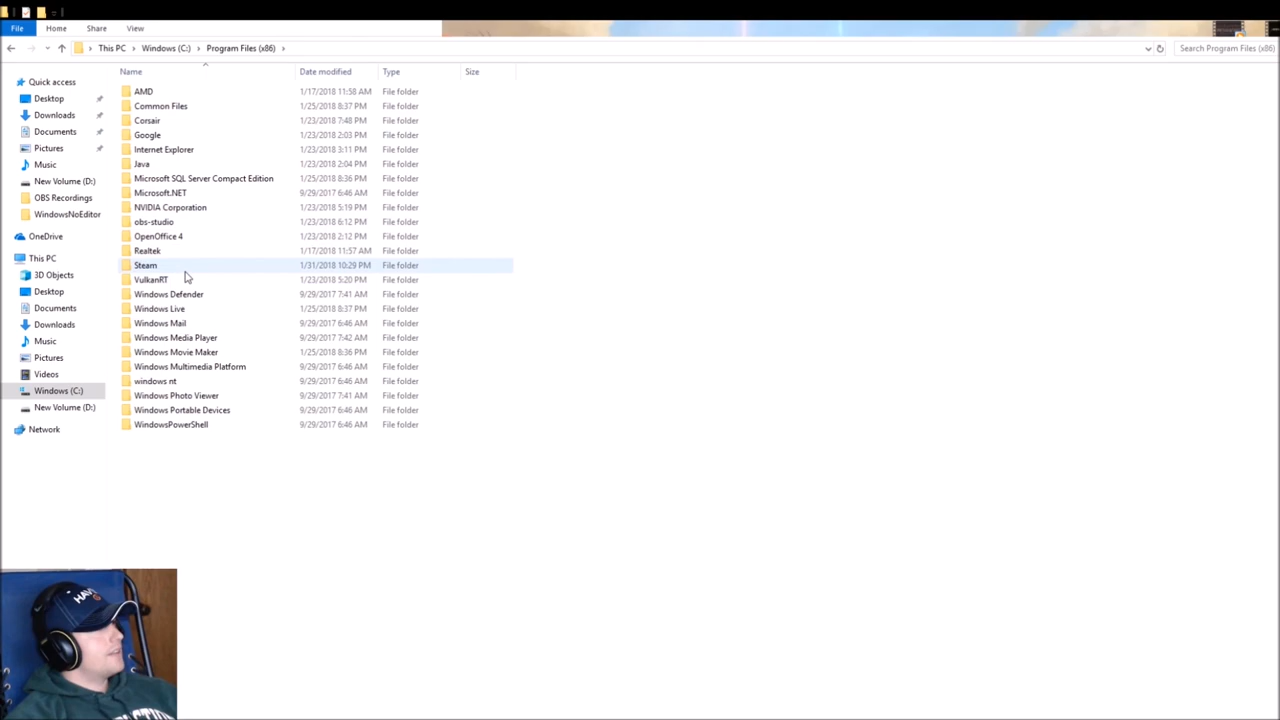 File Home Share View
This PC > Windows (C:) > Program Files (x86) > Search Program Files (x86)
Name Date modified Type Size
Quick access
Desktop
Downloads
Documents
Pictures
Music
New Volume (D:)
OBS Recordings
WindowsNoEditor
OneDrive
This PC
3D Objects
Desktop
Documents
Downloads
Music
Pictures
Videos
Windows (C:)
New Volume (D:)
Network
AMD 1/17/2018 11:58 AM File folder
Common Files 1/25/2018 8:37 PM File folder
Corsair 1/23/2018 7:48 PM File folder
Google 1/23/2018 2:03 PM File folder
Internet Explorer 1/23/2018 3:11 PM File folder
Java 1/23/2018 2:04 PM File folder
Microsoft SQL Server Compact Edition 1/25/2018 8:36 PM File folder
Microsoft.NET 9/29/2017 6:46 AM File folder
NVIDIA Corporation 1/23/2018 5:19 PM File folder
obs-studio 1/23/2018 6:12 PM File folder
OpenOffice 4 1/23/2018 2:12 PM File folder
Realtek 1/17/2018 11:57 AM File folder
Steam 1/31/2018 10:29 PM File folder
VulkanRT 1/23/2018 5:20 PM File folder
Windows Defender 9/29/2017 7:41 AM File folder
Windows Live 1/25/2018 8:37 PM File folder
Windows Mail 9/29/2017 6:46 AM File folder
Windows Media Player 9/29/2017 7:42 AM File folder
Windows Movie Maker 1/25/2018 8:36 PM File folder
Windows Multimedia Platform 9/29/2017 6:46 AM File folder
windows nt 9/29/2017 6:46 AM File folder
Windows Photo Viewer 9/29/2017 7:41 AM File folder
Windows Portable Devices 9/29/2017 6:46 AM File folder
WindowsPowerShell 9/29/2017 6:46 AM File folder